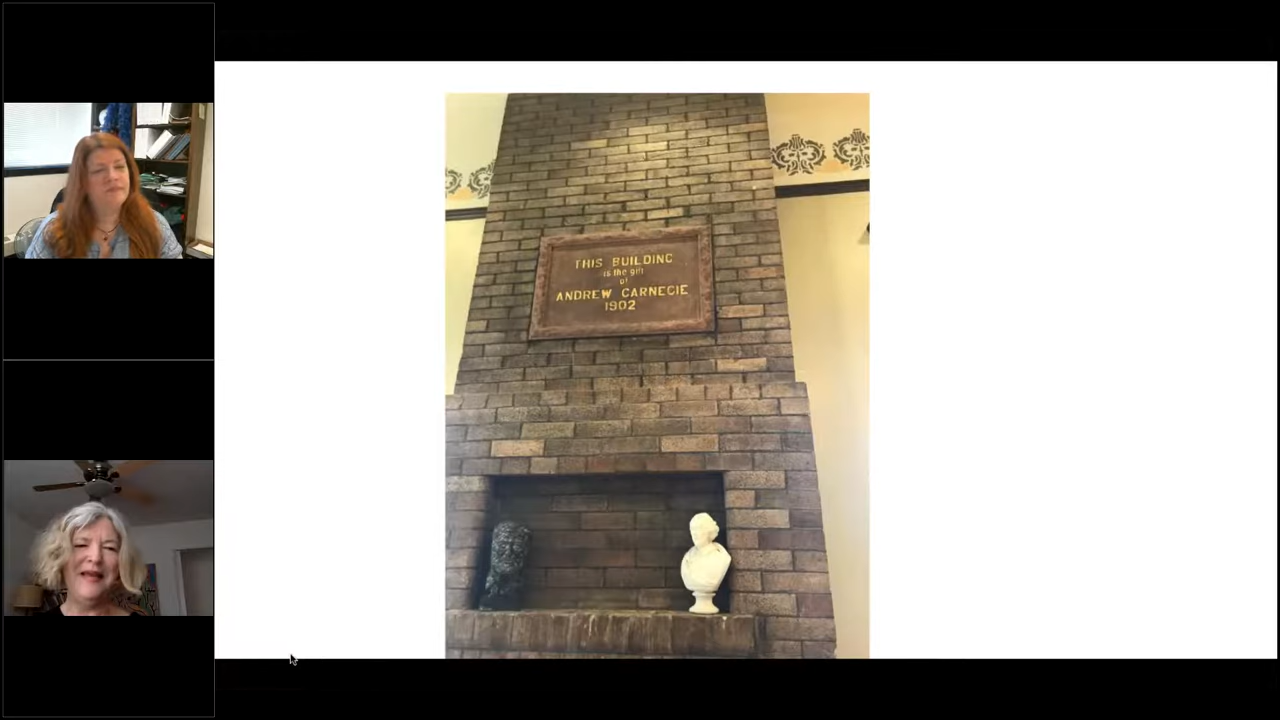 THIS BUILDING
is the gift
of
ANDREW CARNEGIE
1902